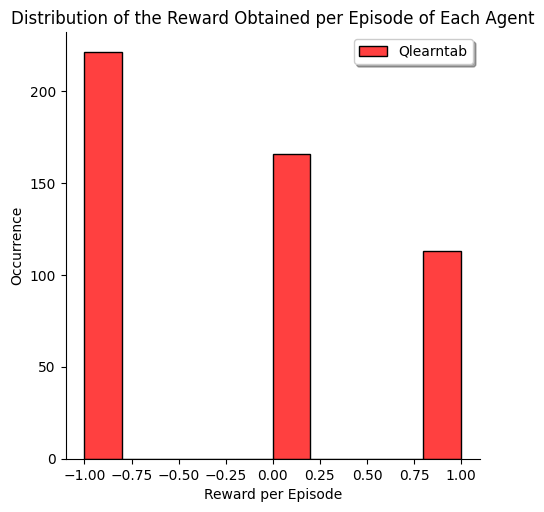 Distribution of the Reward Obtained per Episode of Each Agent
Qlearntab
Occurrence
200
150
100
50
0
−1.00 −0.75 −0.50 −0.25 0.00 0.25 0.50 0.75 1.00
Reward per Episode